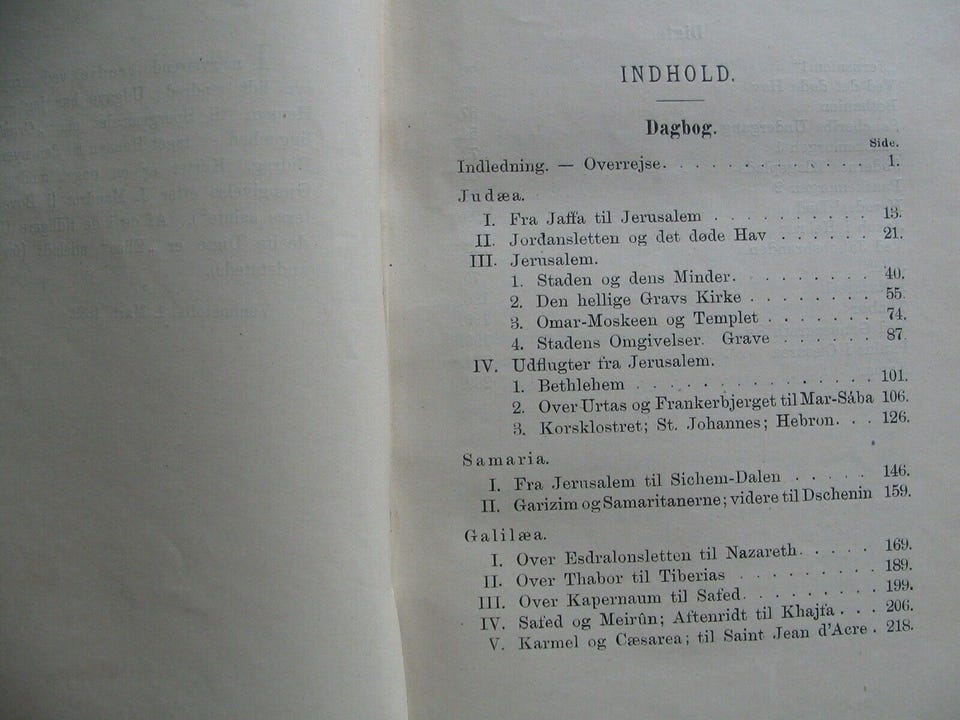 INDHOLD.
Dagbog.
Side.
Indledning. — Overrejse. . . . . . . . . . . . . 1.
Judæa.
I. Fra Jaffa til Jerusalem . . . . . . . . . . 13.
II. Jordansletten og det døde Hav . . . . . . . 21.
III. Jerusalem.
1. Staden og dens Minder. . . . . . . . . 40.
2. Den hellige Gravs Kirke . . . . . . . . 55.
3. Omar-Moskeen og Templet . . . . . . . 74.
4. Stadens Omgivelser. Grave . . . . . . . 87.
IV. Udflugter fra Jerusalem.
1. Bethlehem . . . . . . . . . . . . . . . 101.
2. Over Urtas og Frankerbjerget til Mar-Sâba 106.
3. Korsklostret; St. Johannes; Hebron. . . 126.
Samaria.
I. Fra Jerusalem til Sichem-Dalen . . . . . 146.
II. Garizim og Samaritanerne; videre til Dschenin 159.
Galilæa.
I. Over Esdralonsletten til Nazareth. . . . . 169.
II. Over Thabor til Tiberias . . . . . . . . . 189.
III. Over Kapernaum til Safed. . . . . . . . 199.
IV. Safed og Meirûn; Aftenridt til Khajfa . . . 206.
V. Karmel og Cæsarea; til Saint Jean d'Acre . 218.